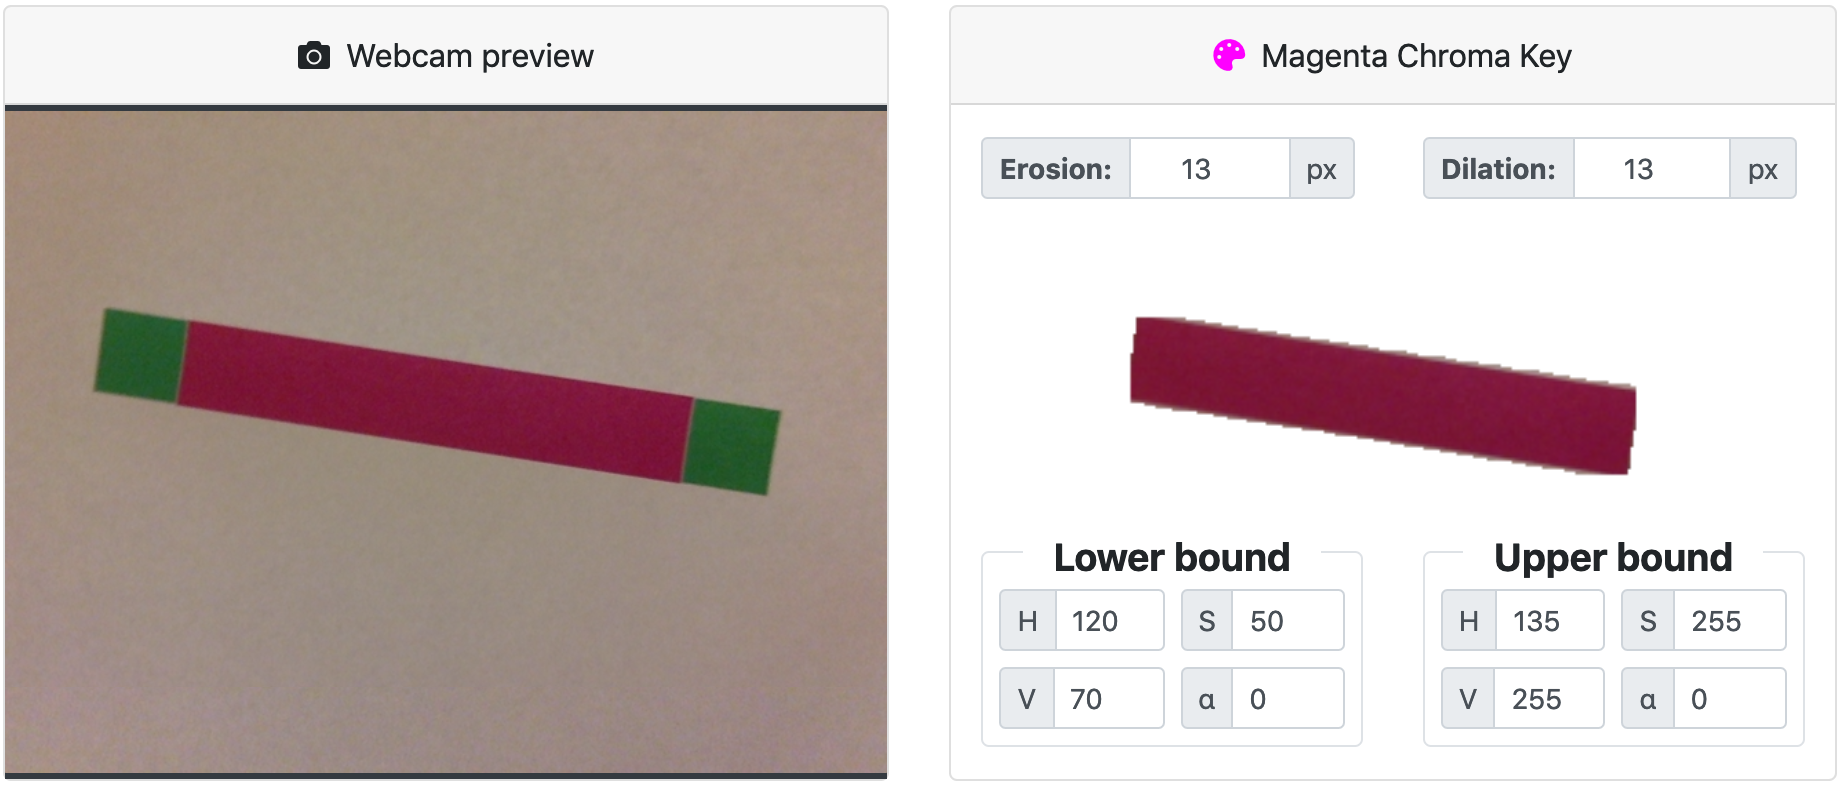 Webcam preview
Magenta Chroma Key
Erosion: 13 px
Dilation: 13 px
Lower bound
H 120 S 50
V 70 α 0
Upper bound
H 135 S 255
V 255 α 0